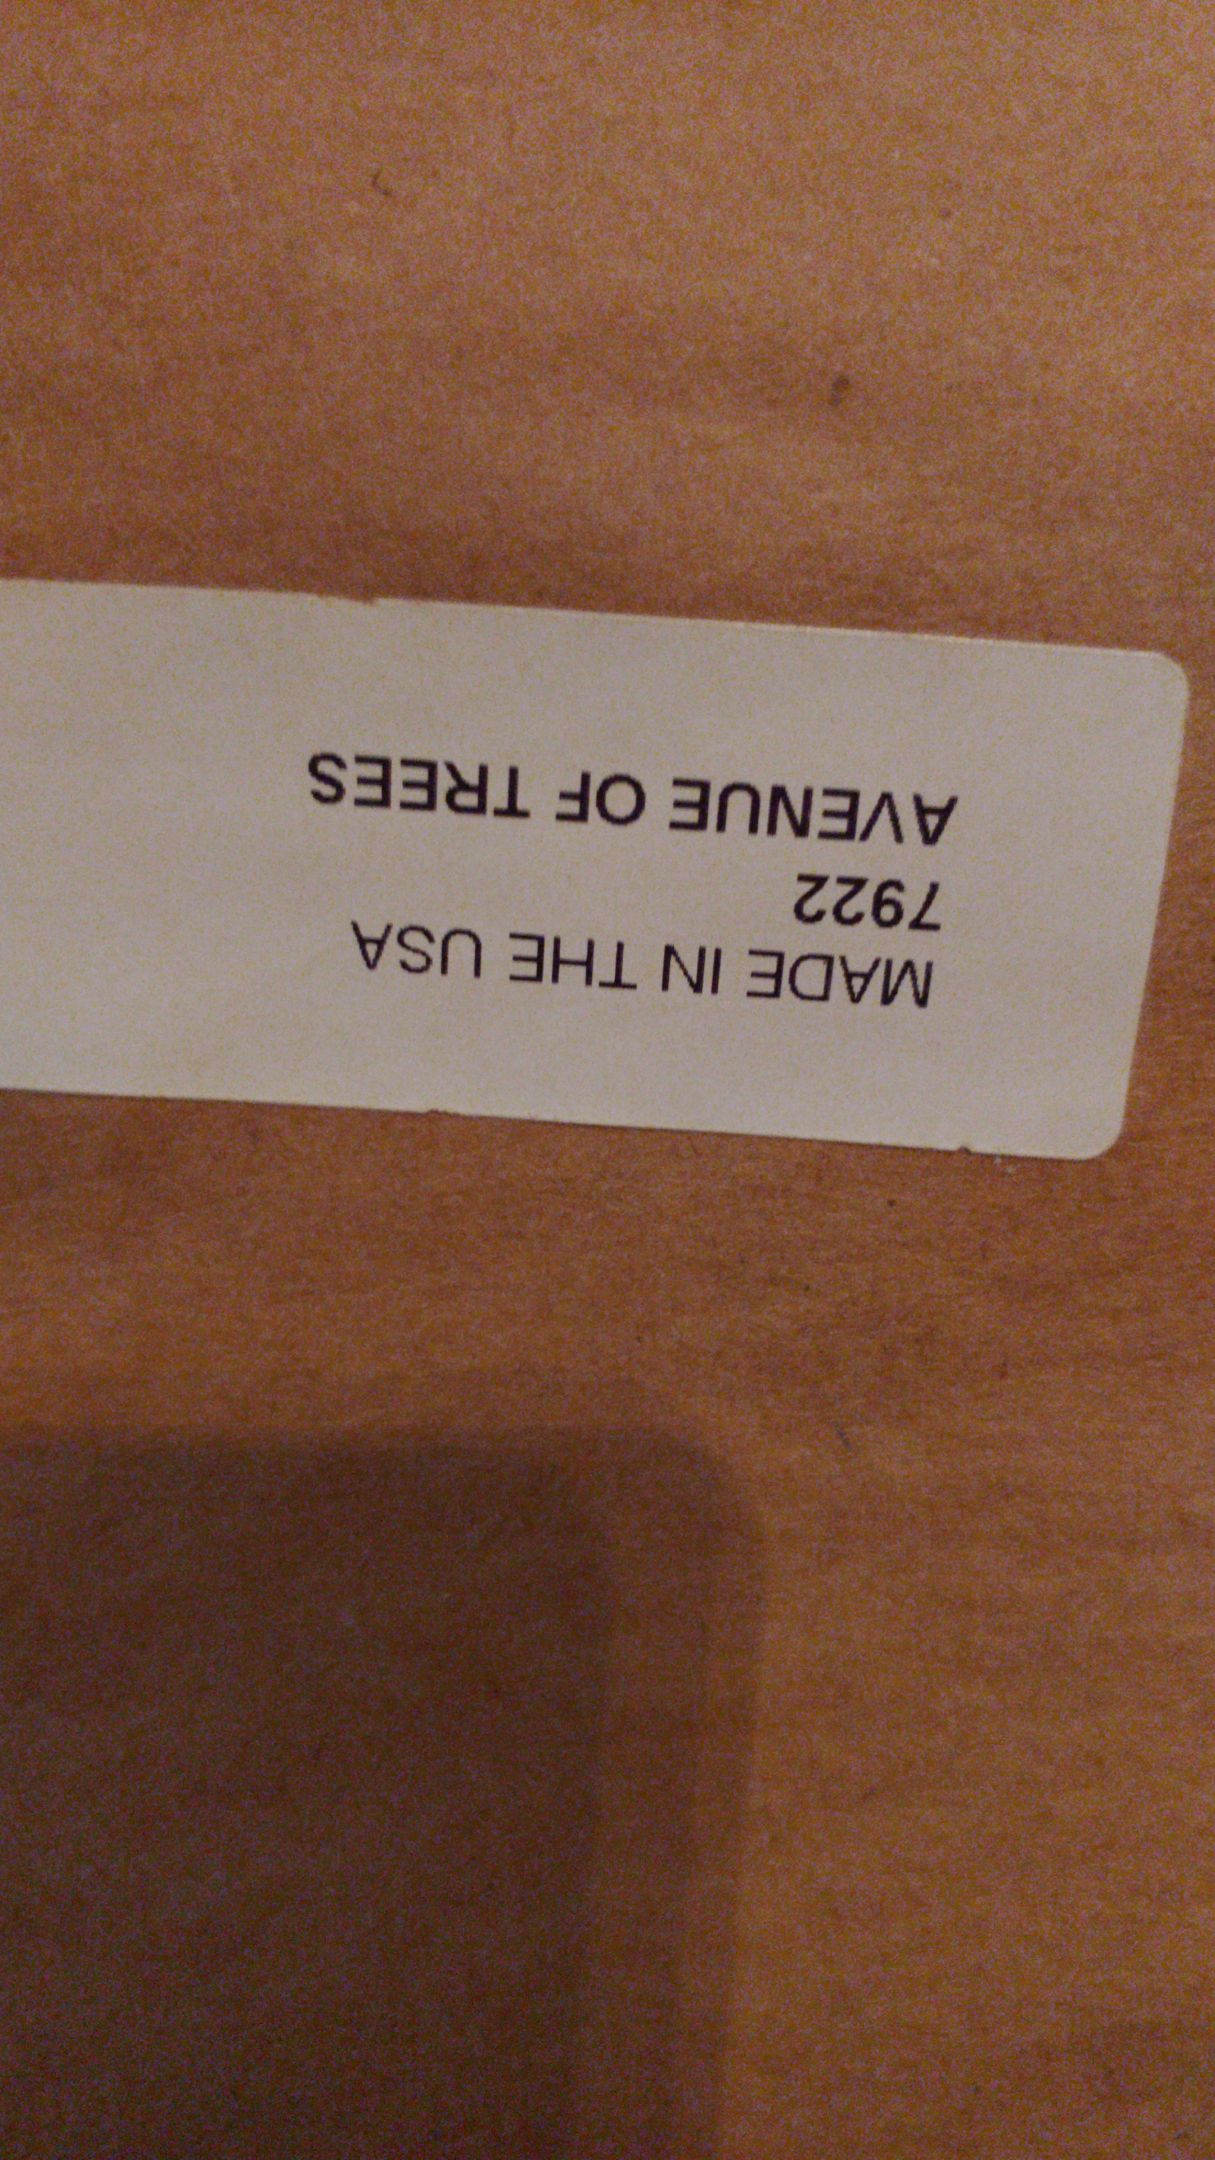 AVENUE OF TREES
7922
MADE IN THE USA